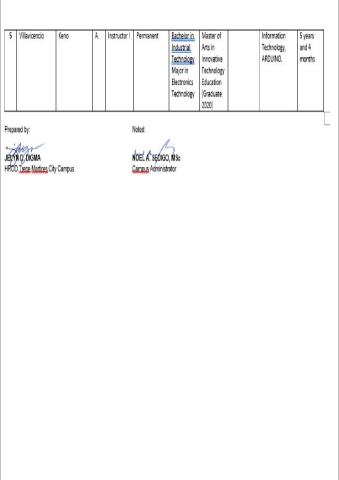 5 Villavicencio Keno A. Instructor I Permanent Bachelor in Master of Information 5 years
Industrial Arts in Technology, and 4
Technology Innovative ARDUINO. months
Major in Technology
Electronics Education
Technology (Graduate
2020)
Prepared by: Noted:
JELYN D. DIGMA NOEL A. SEDIGO, MSc
HRDO Trece Martires City Campus Campus Administrator